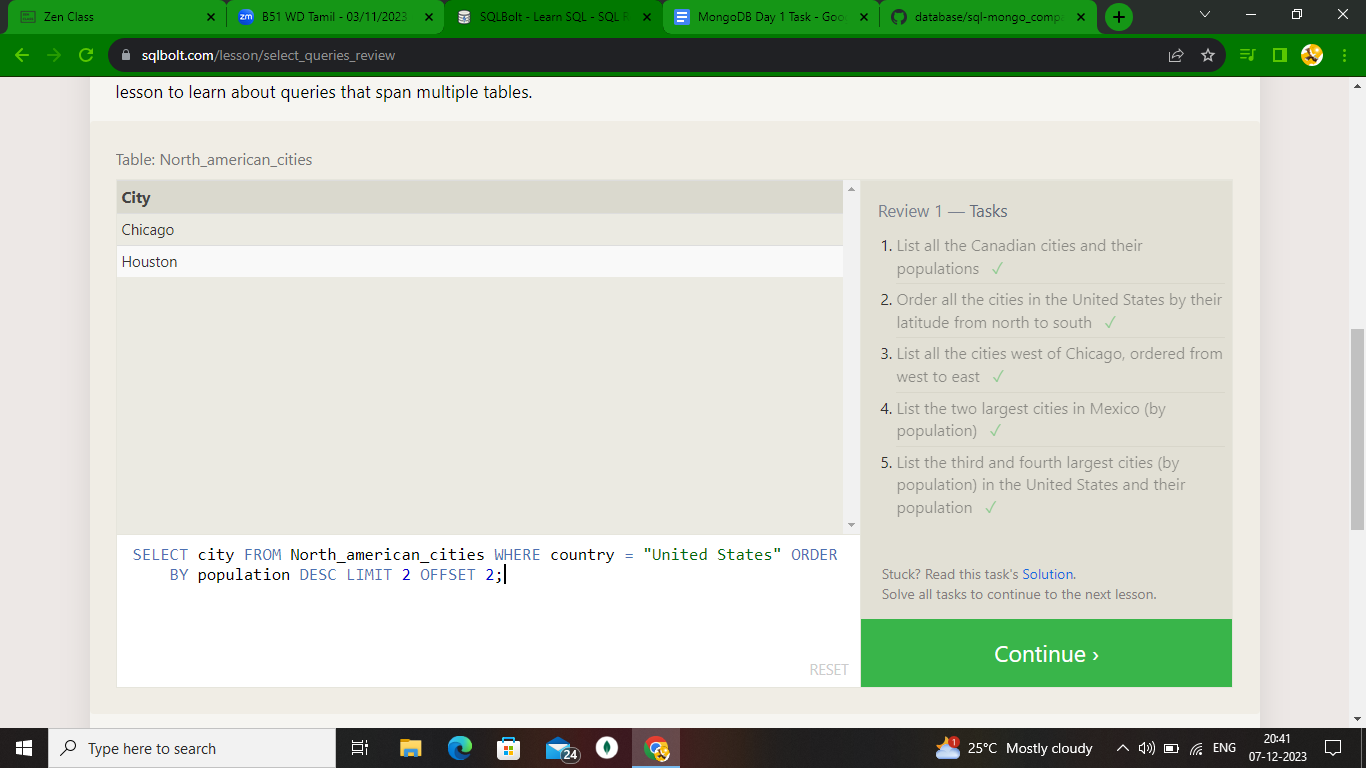 Zen Class
zm B51 WD Tamil - 03/11/2023
SQLBolt - Learn SQL - SQL R
MongoDB Day 1 Task - Goo
database/sql-mongo_comp
sqlbolt.com/lesson/select_queries_review
lesson to learn about queries that span multiple tables.
Table: North_american_cities
City
Chicago
Houston
Review 1 — Tasks
1. List all the Canadian cities and their
populations ✓
2. Order all the cities in the United States by their
latitude from north to south ✓
3. List all the cities west of Chicago, ordered from
west to east ✓
4. List the two largest cities in Mexico (by
population) ✓
5. List the third and fourth largest cities (by
population) in the United States and their
population ✓
SELECT city FROM North_american_cities WHERE country = "United States" ORDER
BY population DESC LIMIT 2 OFFSET 2;
RESET
Stuck? Read this task's Solution.
Solve all tasks to continue to the next lesson.
Continue ›
Type here to search
24
1
25°C Mostly cloudy
ENG
20:41
07-12-2023